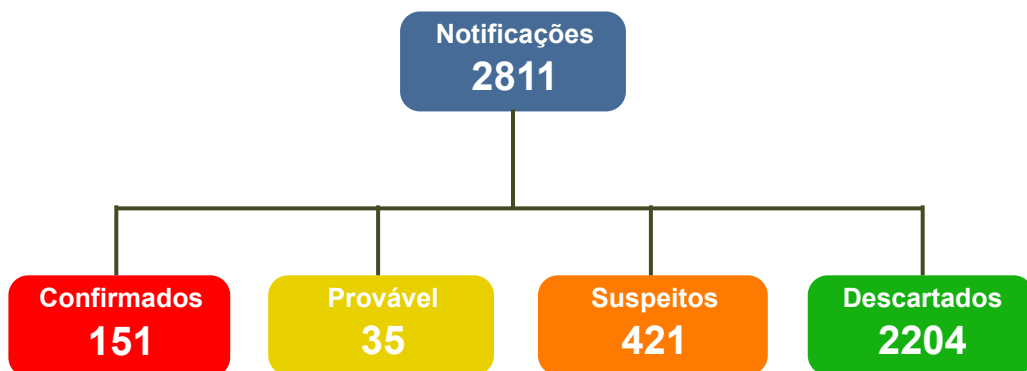 Notificações
2811
Confirmados
151
Provável
35
Suspeitos
421
Descartados
2204